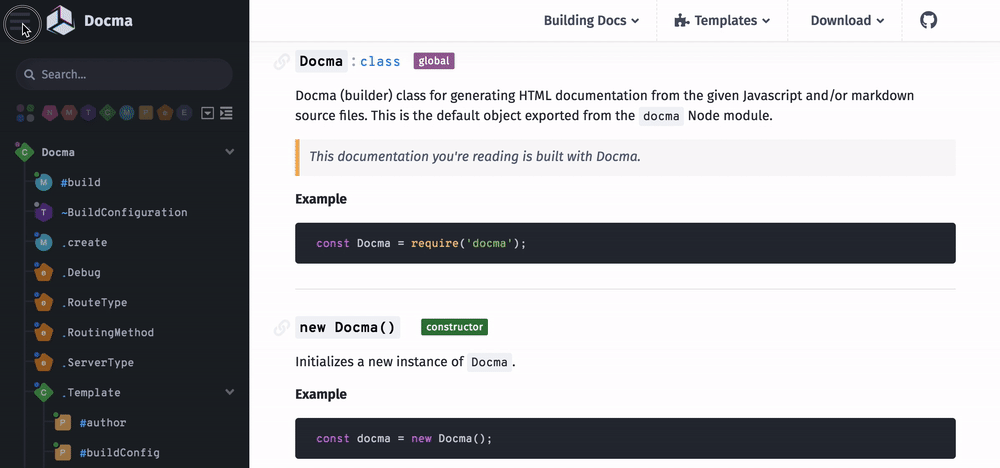 Docma
Building Docs
Templates
Download
Search...
N M T C M P e E
C Docma
M #build
T ~BuildConfiguration
M .create
e .Debug
e .RouteType
e .RoutingMethod
e .ServerType
C .Template
P #author
P #buildConfig
Docma : class global
Docma (builder) class for generating HTML documentation from the given Javascript and/or markdown
source files. This is the default object exported from the docma Node module.
This documentation you're reading is built with Docma.
Example
const Docma = require('docma');
new Docma() constructor
Initializes a new instance of Docma.
Example
const docma = new Docma();